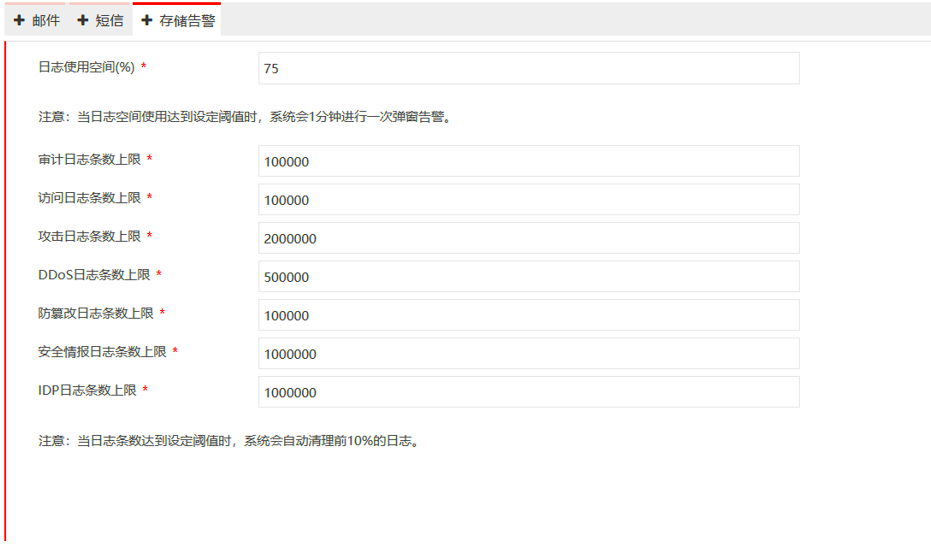 + 邮件 + 短信 + 存储告警
日志使用空间(%) * 75
注意：当日志空间使用达到设定阈值时，系统会1分钟进行一次弹窗告警。
审计日志条数上限 * 100000
访问日志条数上限 * 100000
攻击日志条数上限 * 2000000
DDoS日志条数上限 * 500000
防篡改日志条数上限 * 100000
安全情报日志条数上限 * 1000000
IDP日志条数上限 * 1000000
注意：当日志条数达到设定阈值时，系统会自动清理前10%的日志。